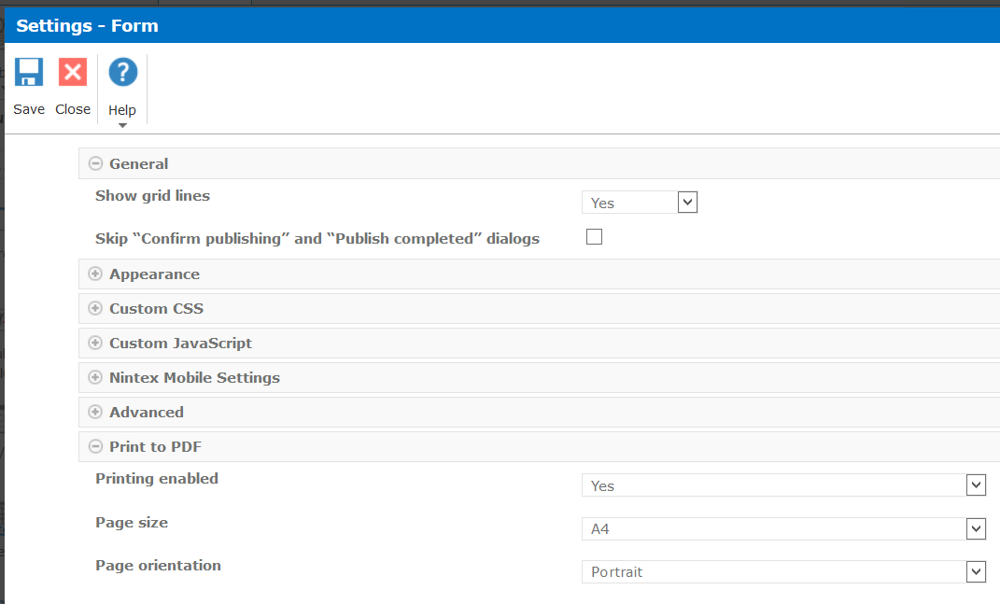 Settings - Form
Save Close Help
General
Show grid lines Yes
Skip “Confirm publishing” and “Publish completed” dialogs
Appearance
Custom CSS
Custom JavaScript
Nintex Mobile Settings
Advanced
Print to PDF
Printing enabled Yes
Page size A4
Page orientation Portrait